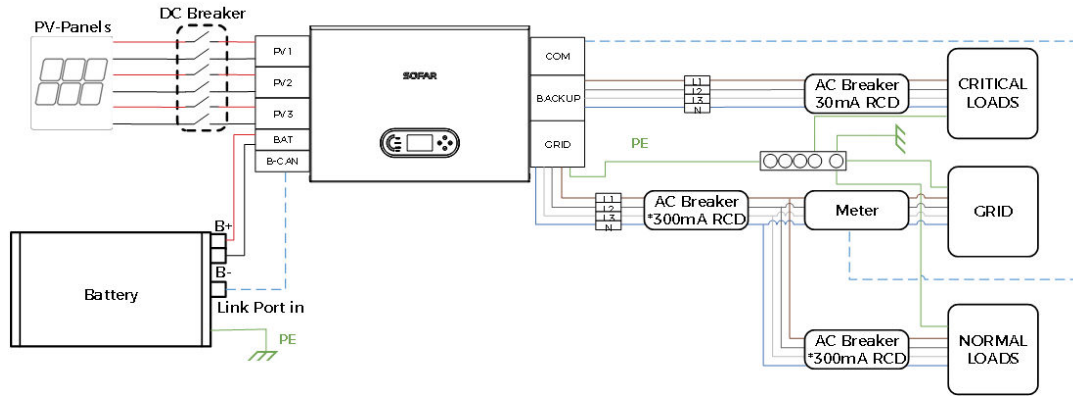 DC Breaker
PV-Panels
PV1
PV2
PV3
BAT
B-CAN
SOFAR
COM
BACKUP
GRID
L1
L2
L3
N
AC Breaker
30mA RCD
CRITICAL
LOADS
PE
L1
L2
L3
N
AC Breaker
*300mA RCD
Meter
GRID
B+
B-
Battery
Link Port in
PE
AC Breaker
*300mA RCD
NORMAL
LOADS